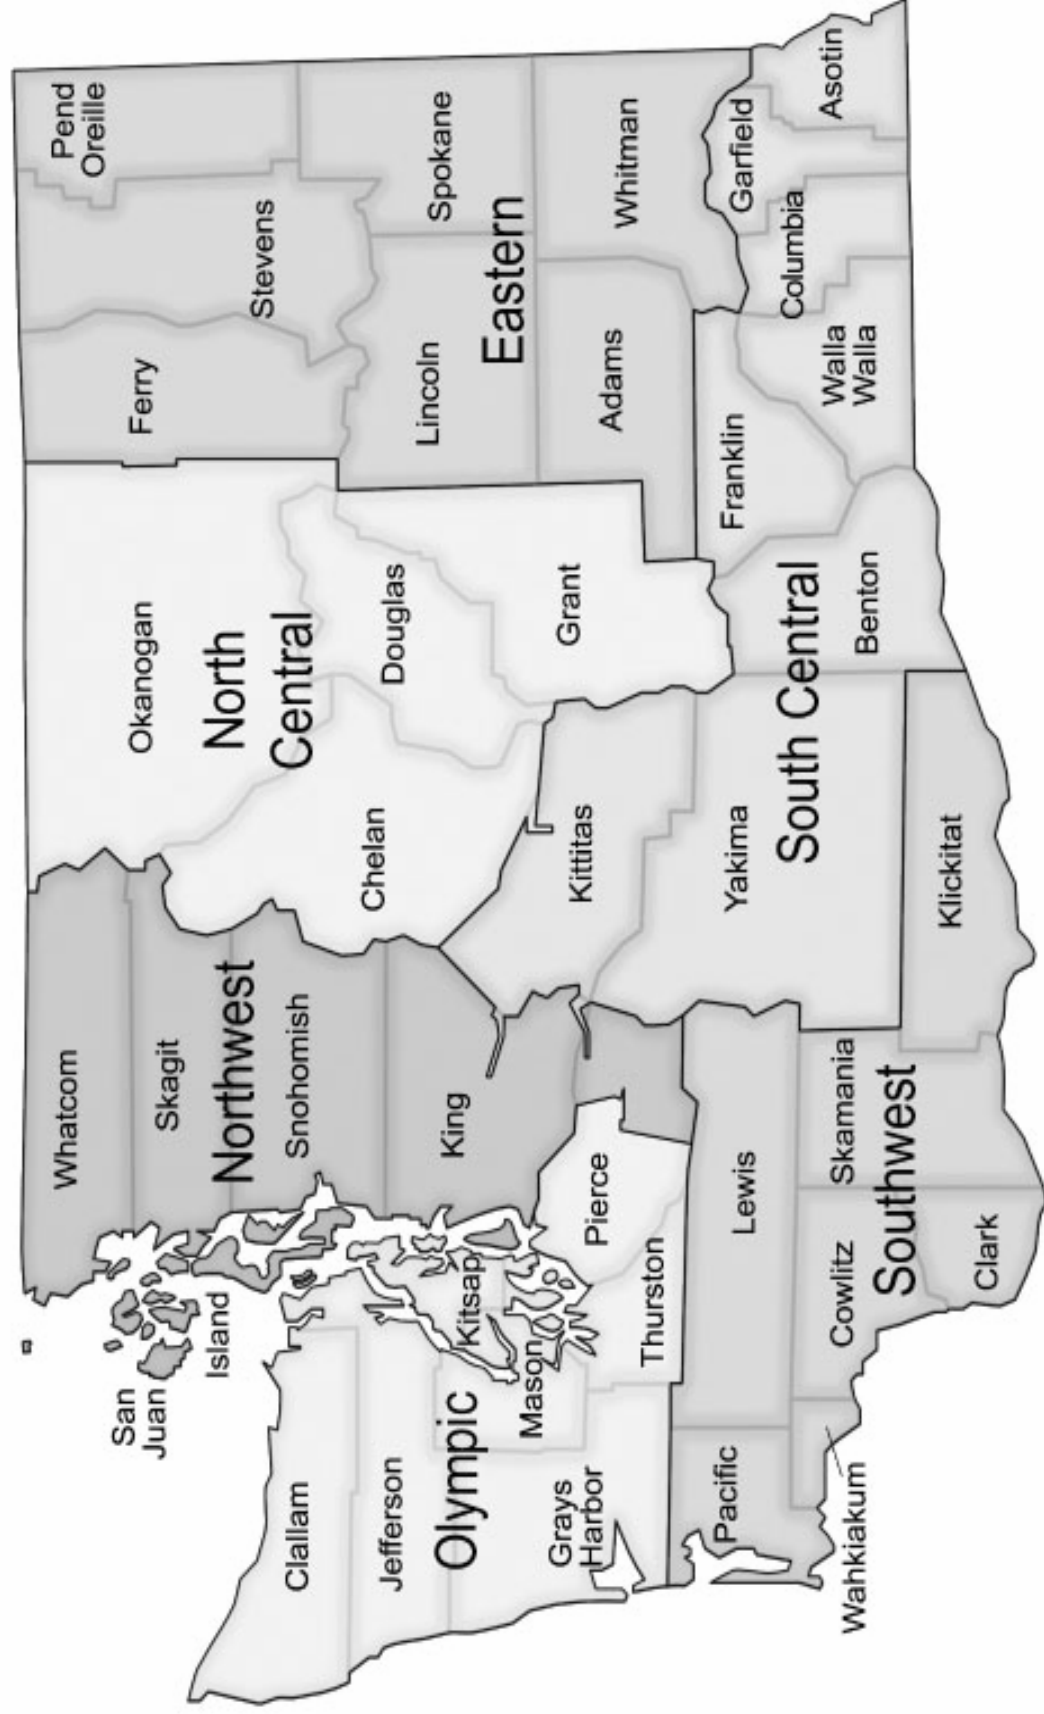 Whatcom
Okanogan
Ferry
Pend
Oreille
San
Juan
Skagit
Stevens
Island
Northwest
North
Central
Snohomish
Clallam
Chelan
Douglas
Jefferson
Lincoln
Spokane
Olympic
Kitsap
King
Eastern
Mason
Grays
Harbor
Kittitas
Grant
Pierce
Adams
Whitman
Thurston
Pacific
Lewis
Yakima
Franklin
Garfield
South Central
Columbia
Asotin
Wahkiakum
Cowlitz
Skamania
Benton
Walla
Walla
Southwest
Klickitat
Clark